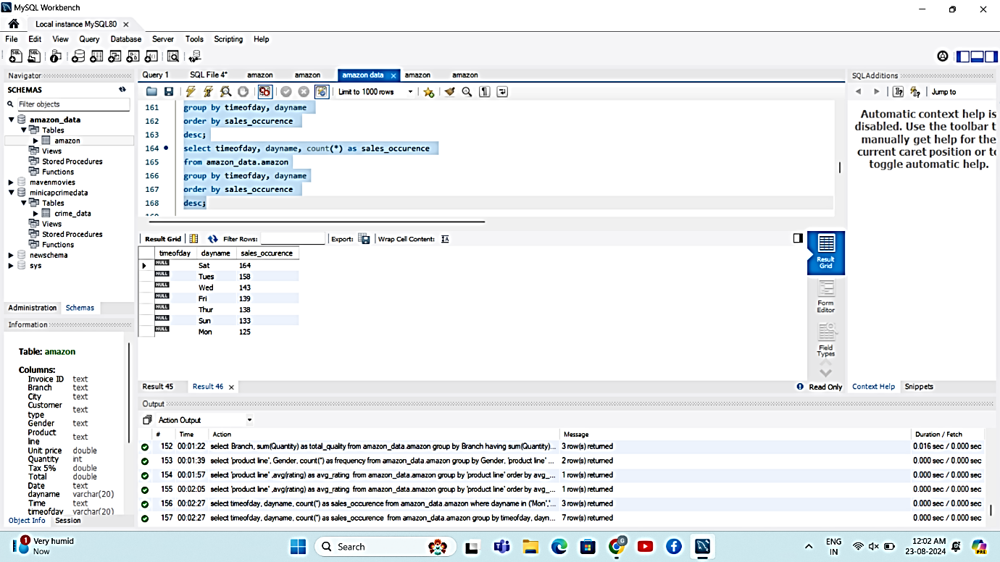 MySQL Workbench
Local instance MySQL80
File Edit View Query Database Server Tools Scripting Help
Navigator
SCHEMAS
Filter objects
amazon_data
Tables
amazon
Views
Stored Procedures
Functions
mavenmovies
minicapcrimedata
Tables
crime_data
Views
Stored Procedures
Functions
newschema
sys
Administration Schemas
Information
Table: amazon
Columns:
Invoice ID text
Branch text
City text
Customer type text
Gender text
Product line text
Unit price double
Quantity int
Tax 5% double
Total double
Date text
dayname varchar(20)
Time text
timeofday varchar(20)
Object Info Session
Query 1 SQL File 4* amazon amazon amazon data amazon amazon
Limit to 1000 rows
161 group by timeofday, dayname
162 order by sales_occurence
163 desc;
164 select timeofday, dayname, count(*) as sales_occurence
165 from amazon_data.amazon
166 group by timeofday, dayname
167 order by sales_occurence
168 desc;
169
Result Grid Filter Rows: Export: Wrap Cell Content:
timeofday dayname sales_occurence
NULL Sat 164
NULL Tues 158
NULL Wed 143
NULL Fri 139
NULL Thur 138
NULL Sun 133
NULL Mon 125
Result Grid
Form Editor
Field Types
Result 45 Result 46
Read Only
SQLAdditions
Jump to
Automatic context help is
disabled. Use the toolbar t
manually get help for the
current caret position or to
toggle automatic help.
Context Help Snippets
Output
Action Output
# Time Action Message Duration / Fetch
152 00:01:22 select Branch, sum(Quantity) as total_quality from amazon_data.amazon group by Branch having sum(Quantity)... 3 row(s) returned 0.016 sec / 0.000 sec
153 00:01:39 select 'product line', Gender, count(*) as frequency from amazon_data.amazon group by Gender, 'product line' ... 2 row(s) returned 0.000 sec / 0.000 sec
154 00:01:57 select 'product line' ,avg(rating) as avg_rating from amazon_data.amazon group by 'product line' order by avg_... 1 row(s) returned 0.000 sec / 0.000 sec
155 00:02:05 select 'product line' ,avg(rating) as avg_rating from amazon_data.amazon group by 'product line' order by avg_... 1 row(s) returned 0.000 sec / 0.000 sec
156 00:02:27 select timeofday, dayname, count(*) as sales_occurence from amazon_data.amazon where dayname in ('Mon','... 3 row(s) returned 0.000 sec / 0.000 sec
157 00:02:27 select timeofday, dayname, count(*) as sales_occurence from amazon_data.amazon group by timeofday, dayn... 7 row(s) returned 0.000 sec / 0.000 sec
1 Very humid
Now
Search
ENG
IN
12:02 AM
23-08-2024
PRE